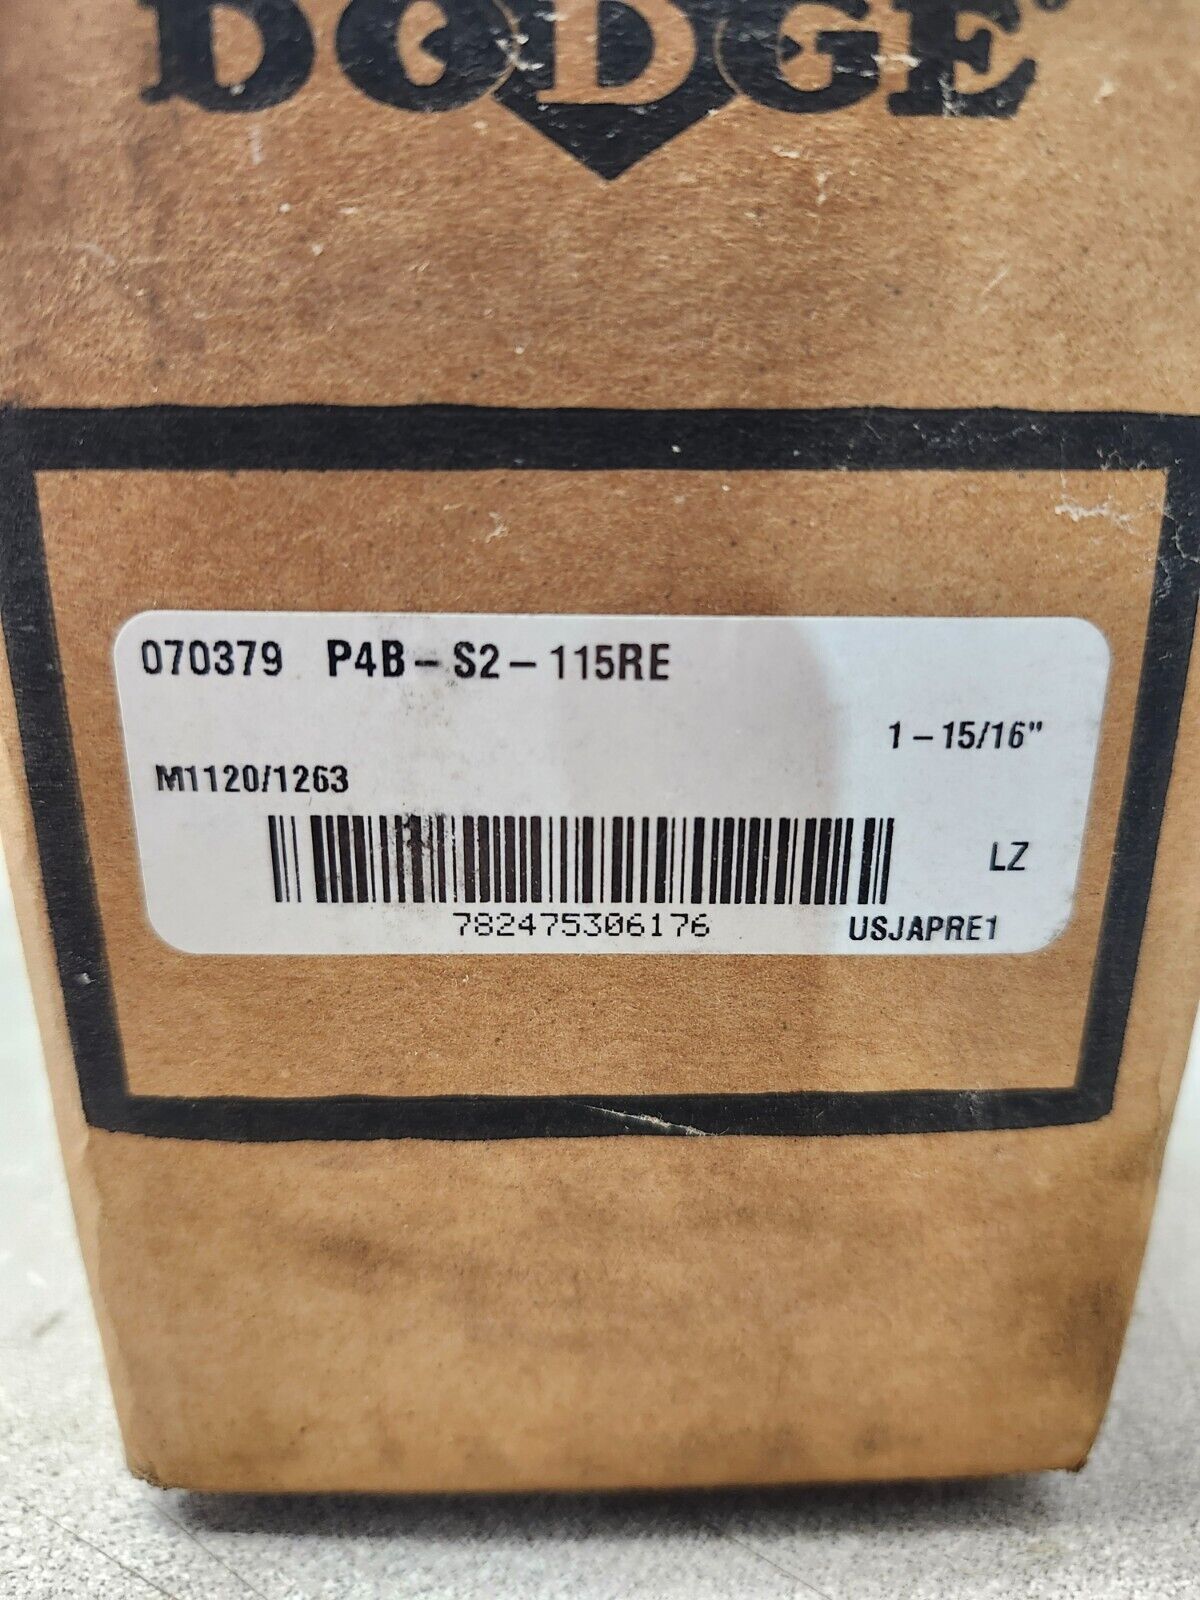 DODGE
070379 P4B-S2-115RE
1-15/16"
M1120/1263
LZ
782475306176
USJAPRE1